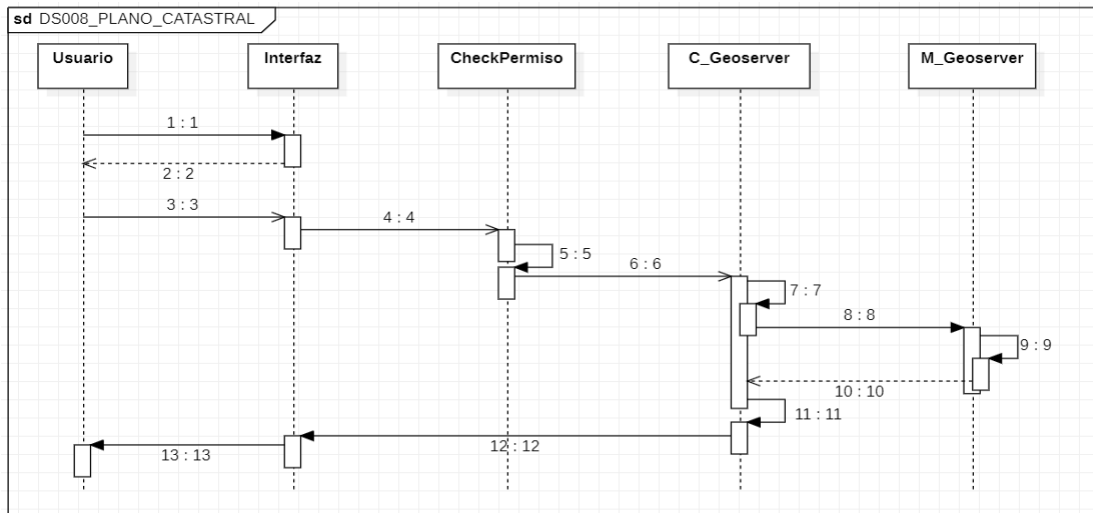 sd DS008_PLANO_CATASTRAL
Usuario
Interfaz
CheckPermiso
C_Geoserver
M_Geoserver
1 : 1
2 : 2
3 : 3
4 : 4
5 : 5
6 : 6
7 : 7
8 : 8
9 : 9
10 : 10
11 : 11
12 : 12
13 : 13